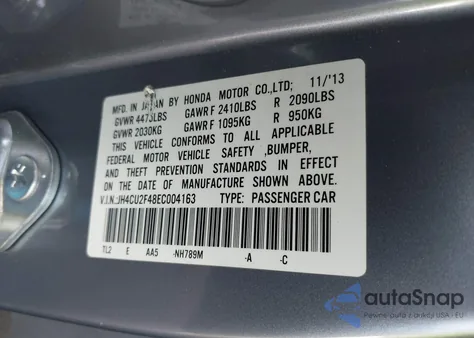 MFD. IN JAPAN BY HONDA MOTOR CO.,LTD; 11/'13
GVWR 4475LBS GAWR F 2410LBS R 2090LBS
GVWR 2030KG GAWR F 1095KG R 950KG
THIS VEHICLE CONFORMS TO ALL APPLICABLE
FEDERAL MOTOR VEHICLE SAFETY ,BUMPER,
AND THEFT PREVENTION STANDARDS IN EFFECT
ON THE DATE OF MANUFACTURE SHOWN ABOVE.
V.I.N:JH4CU2F48EC004163 TYPE: PASSENGER CAR
TL2 E AA5 -NH789M -A -C
autoSnap